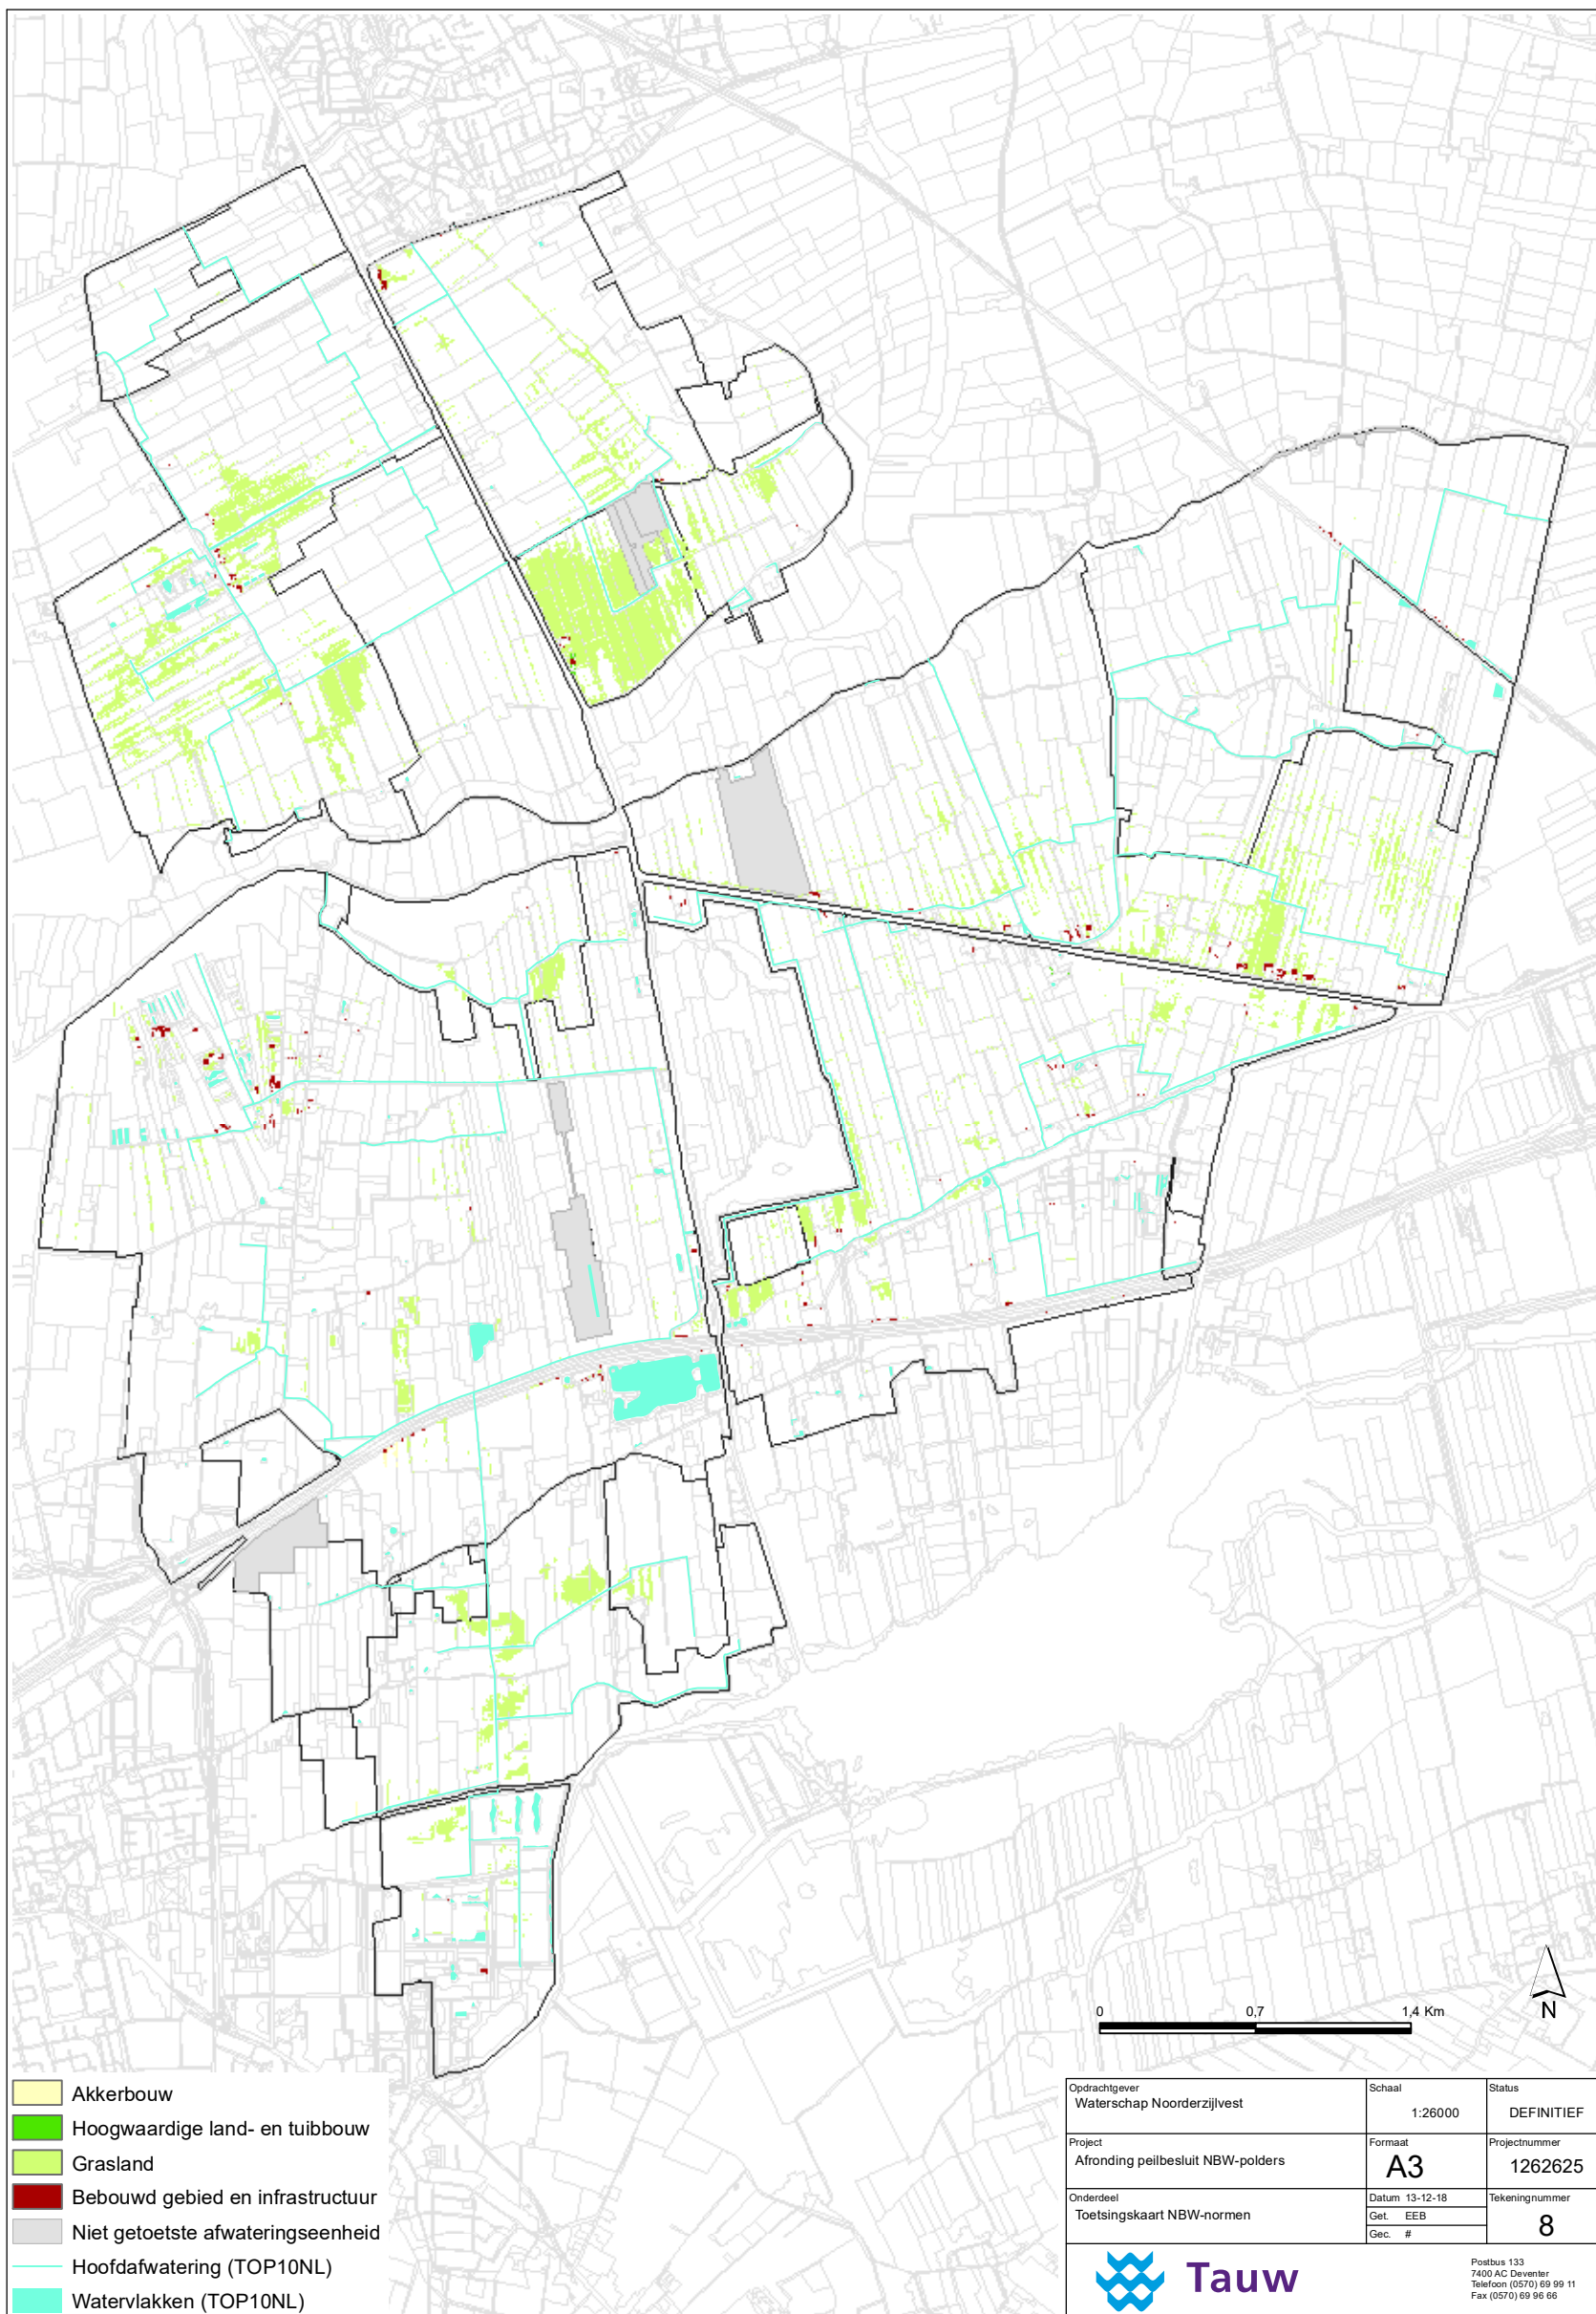 0 0,7 1,4 Km
N
Akkerbouw
Hoogwaardige land- en tuibbouw
Grasland
Bebouwd gebied en infrastructuur
Niet getoetste afwateringseenheid
Hoofdafwatering (TOP10NL)
Watervlakken (TOP10NL)
Opdrachtgever
Waterschap Noorderzijlvest
Schaal
1:26000
Status
DEFINITIEF
Project
Afronding peilbesluit NBW-polders
Formaat
A3
Projectnummer
1262625
Onderdeel
Toetsingskaart NBW-normen
Datum 13-12-18
Get. EEB
Gec. #
Tekeningnummer
8
Tauw
Postbus 133
7400 AC Deventer
Telefoon (0570) 69 99 11
Fax (0570) 69 96 66